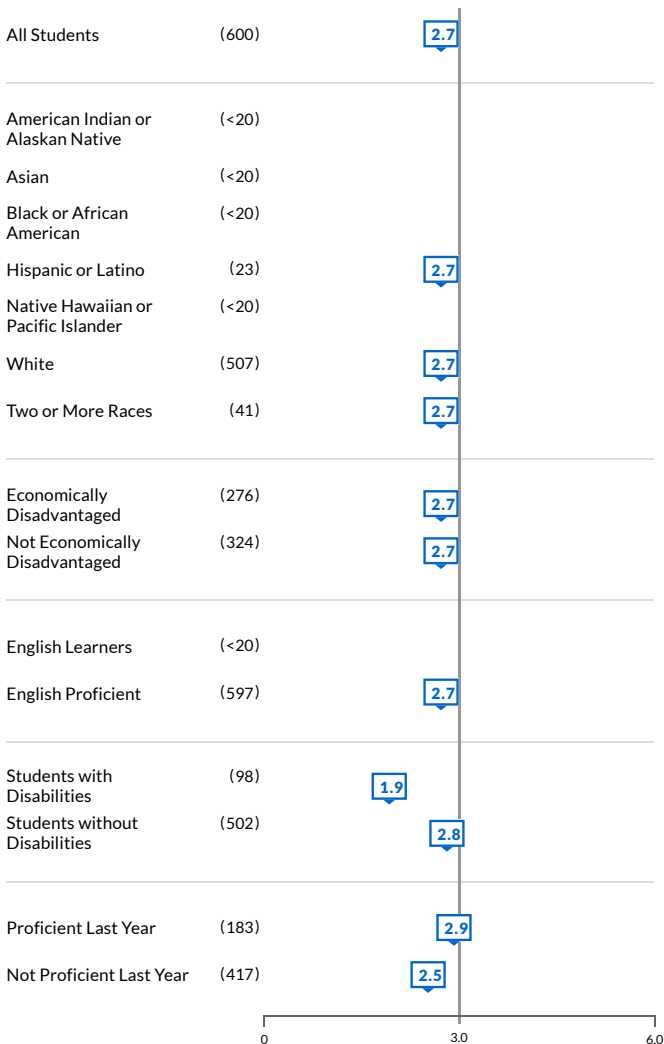 All Students (600) 2.7
American Indian or (<20)
Alaskan Native
Asian (<20)
Black or African (<20)
American
Hispanic or Latino (23) 2.7
Native Hawaiian or (<20)
Pacific Islander
White (507) 2.7
Two or More Races (41) 2.7
Economically (276) 2.7
Disadvantaged
Not Economically (324) 2.7
Disadvantaged
English Learners (<20)
English Proficient (597) 2.7
Students with (98) 1.9
Disabilities
Students without (502) 2.8
Disabilities
Proficient Last Year (183) 2.9
Not Proficient Last Year (417) 2.5
0 3.0 6.0